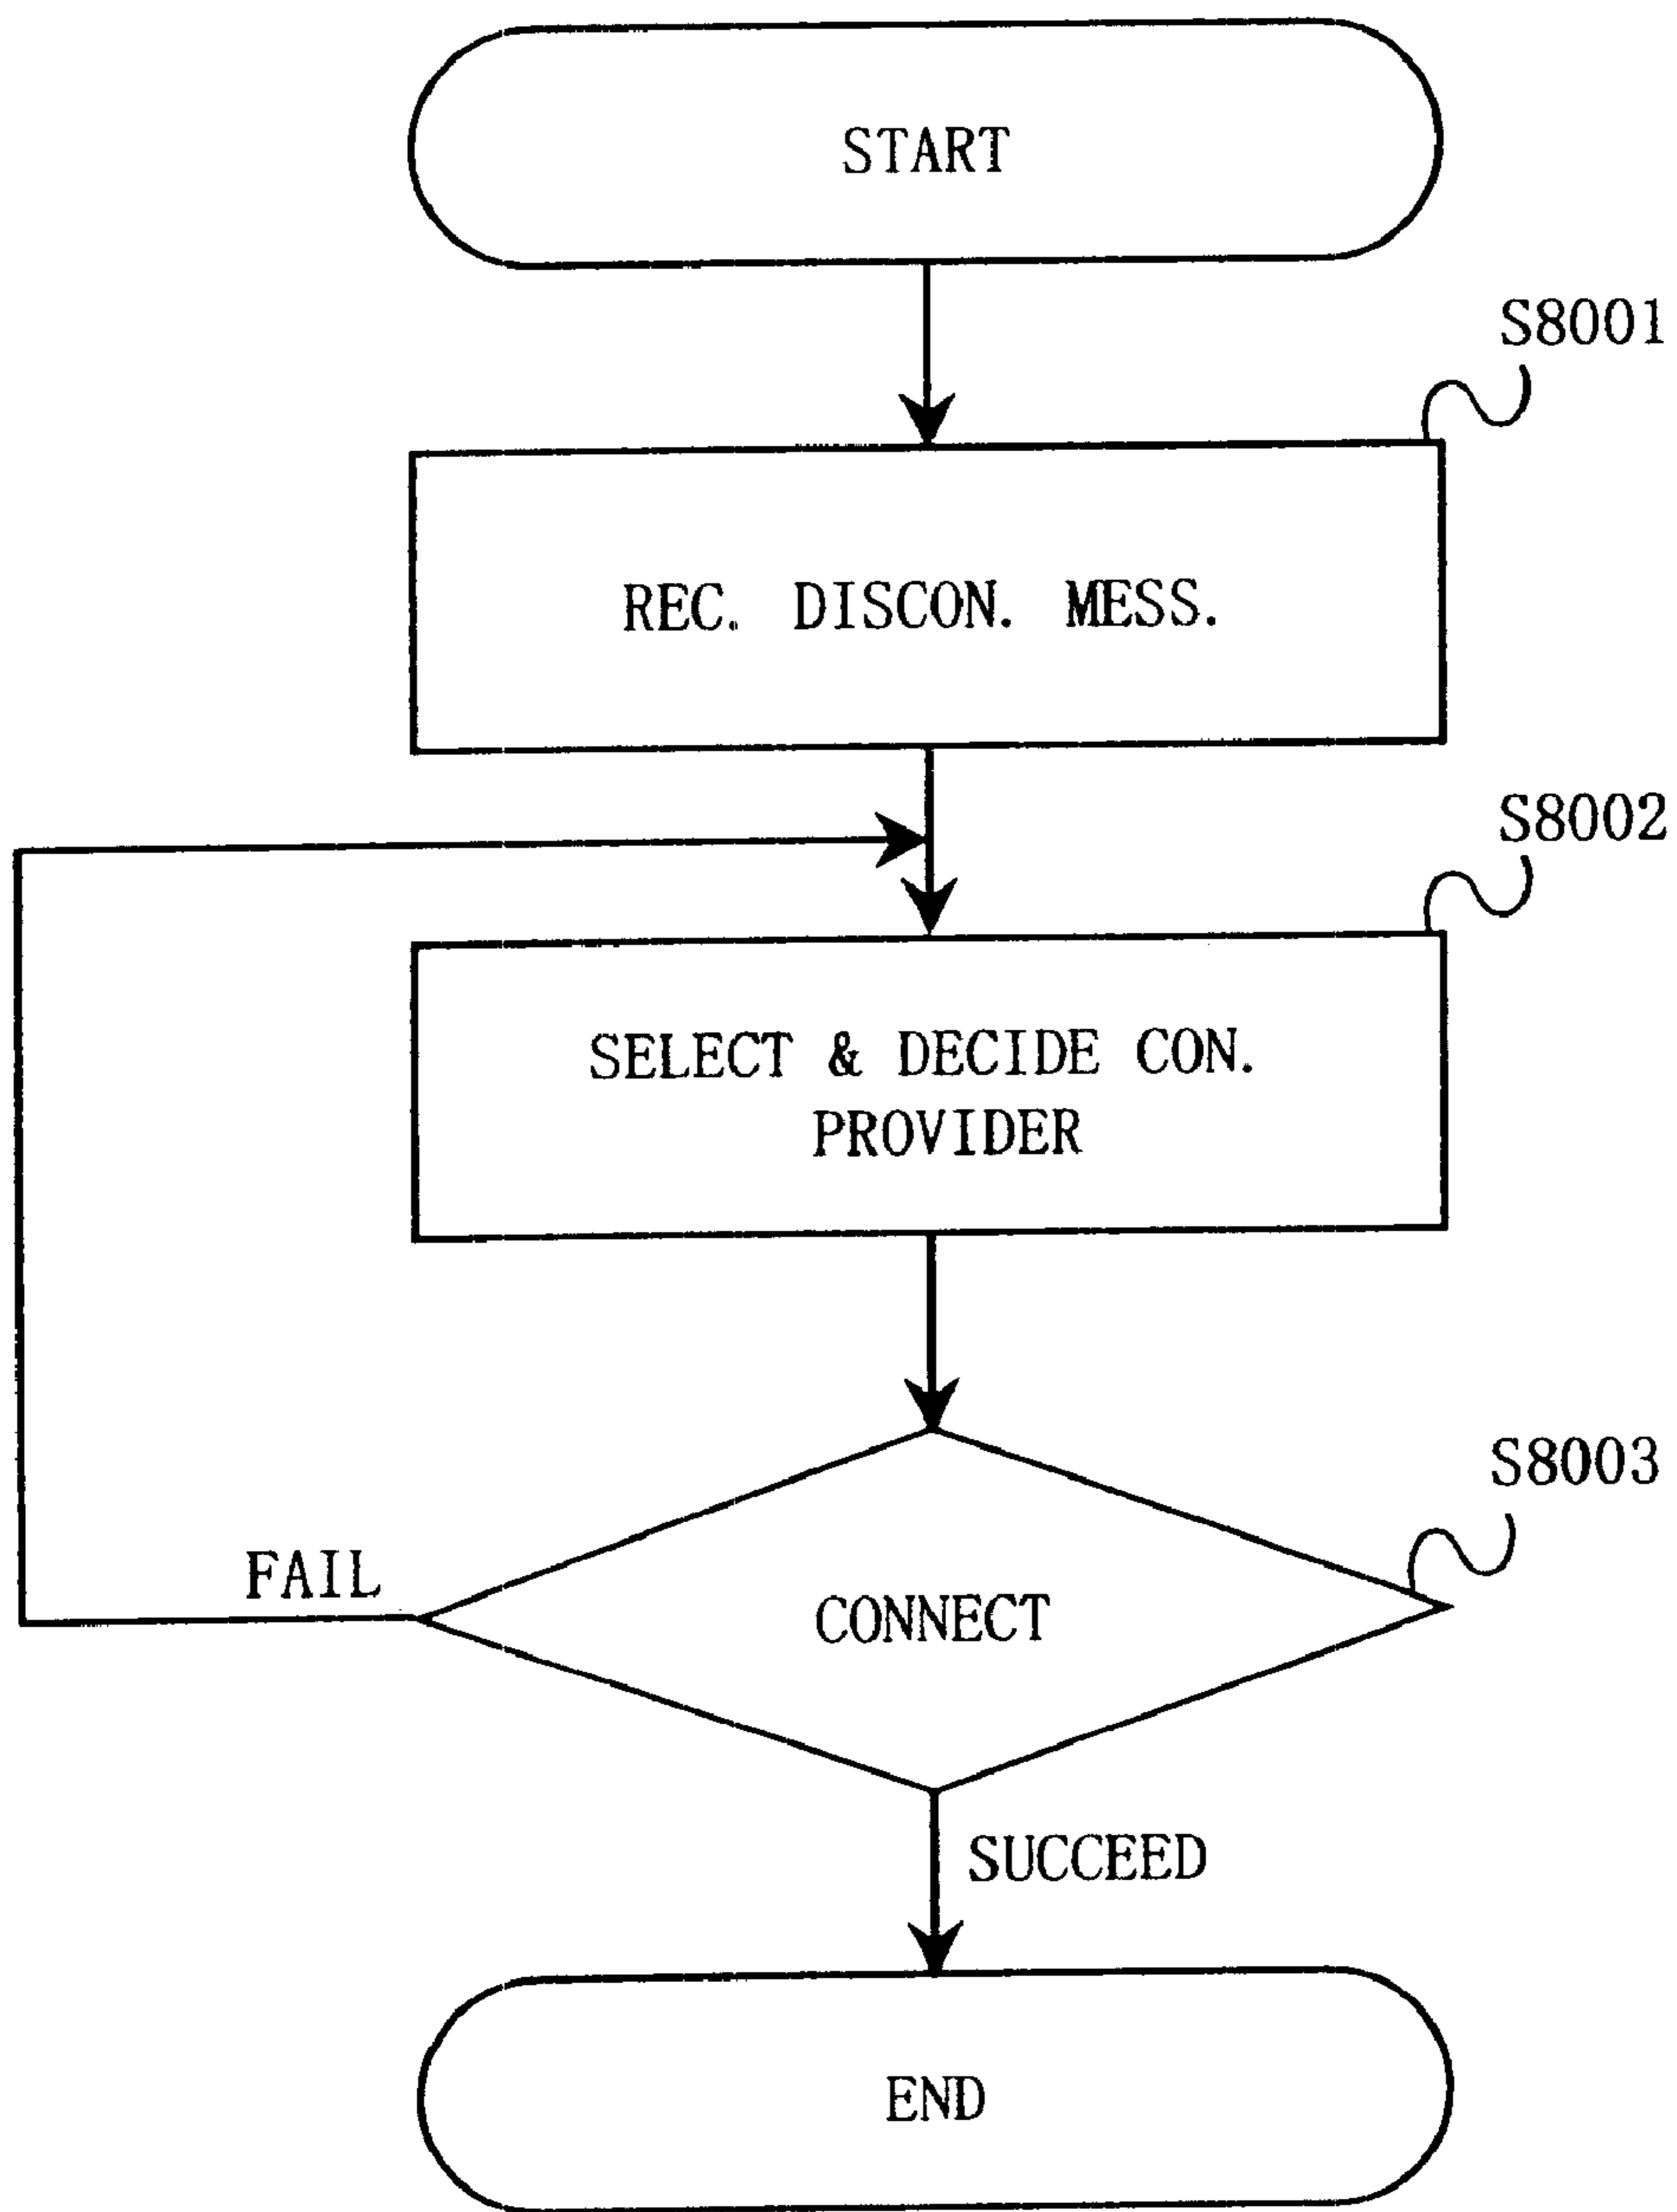 START
S8001
REC. DISCON. MESS.
S8002
SELECT & DECIDE CON.
PROVIDER
S8003
FAIL
CONNECT
SUCCEED
END